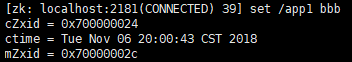 [zk: localhost:2181(CONNECTED) 39] set /app1 bbb
cZxid = 0x700000024
ctime = Tue Nov 06 20:00:43 CST 2018
mZxid = 0x70000002c